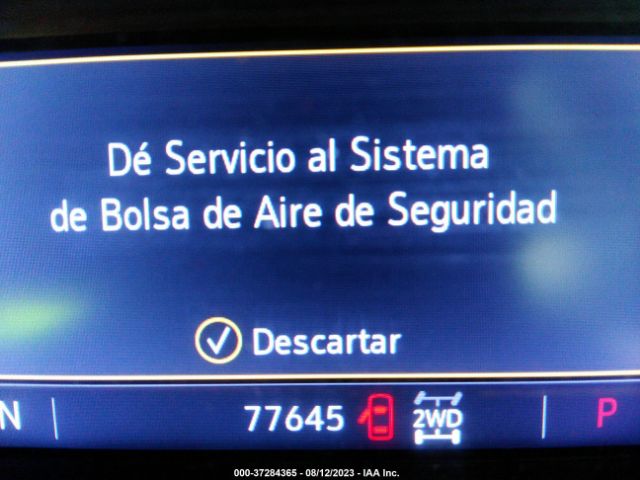 Dé Servicio al Sistema
de Bolsa de Aire de Seguridad
Descartar
N 77645 2WD P
000-37284365 - 08/12/2023 - IAA Inc.